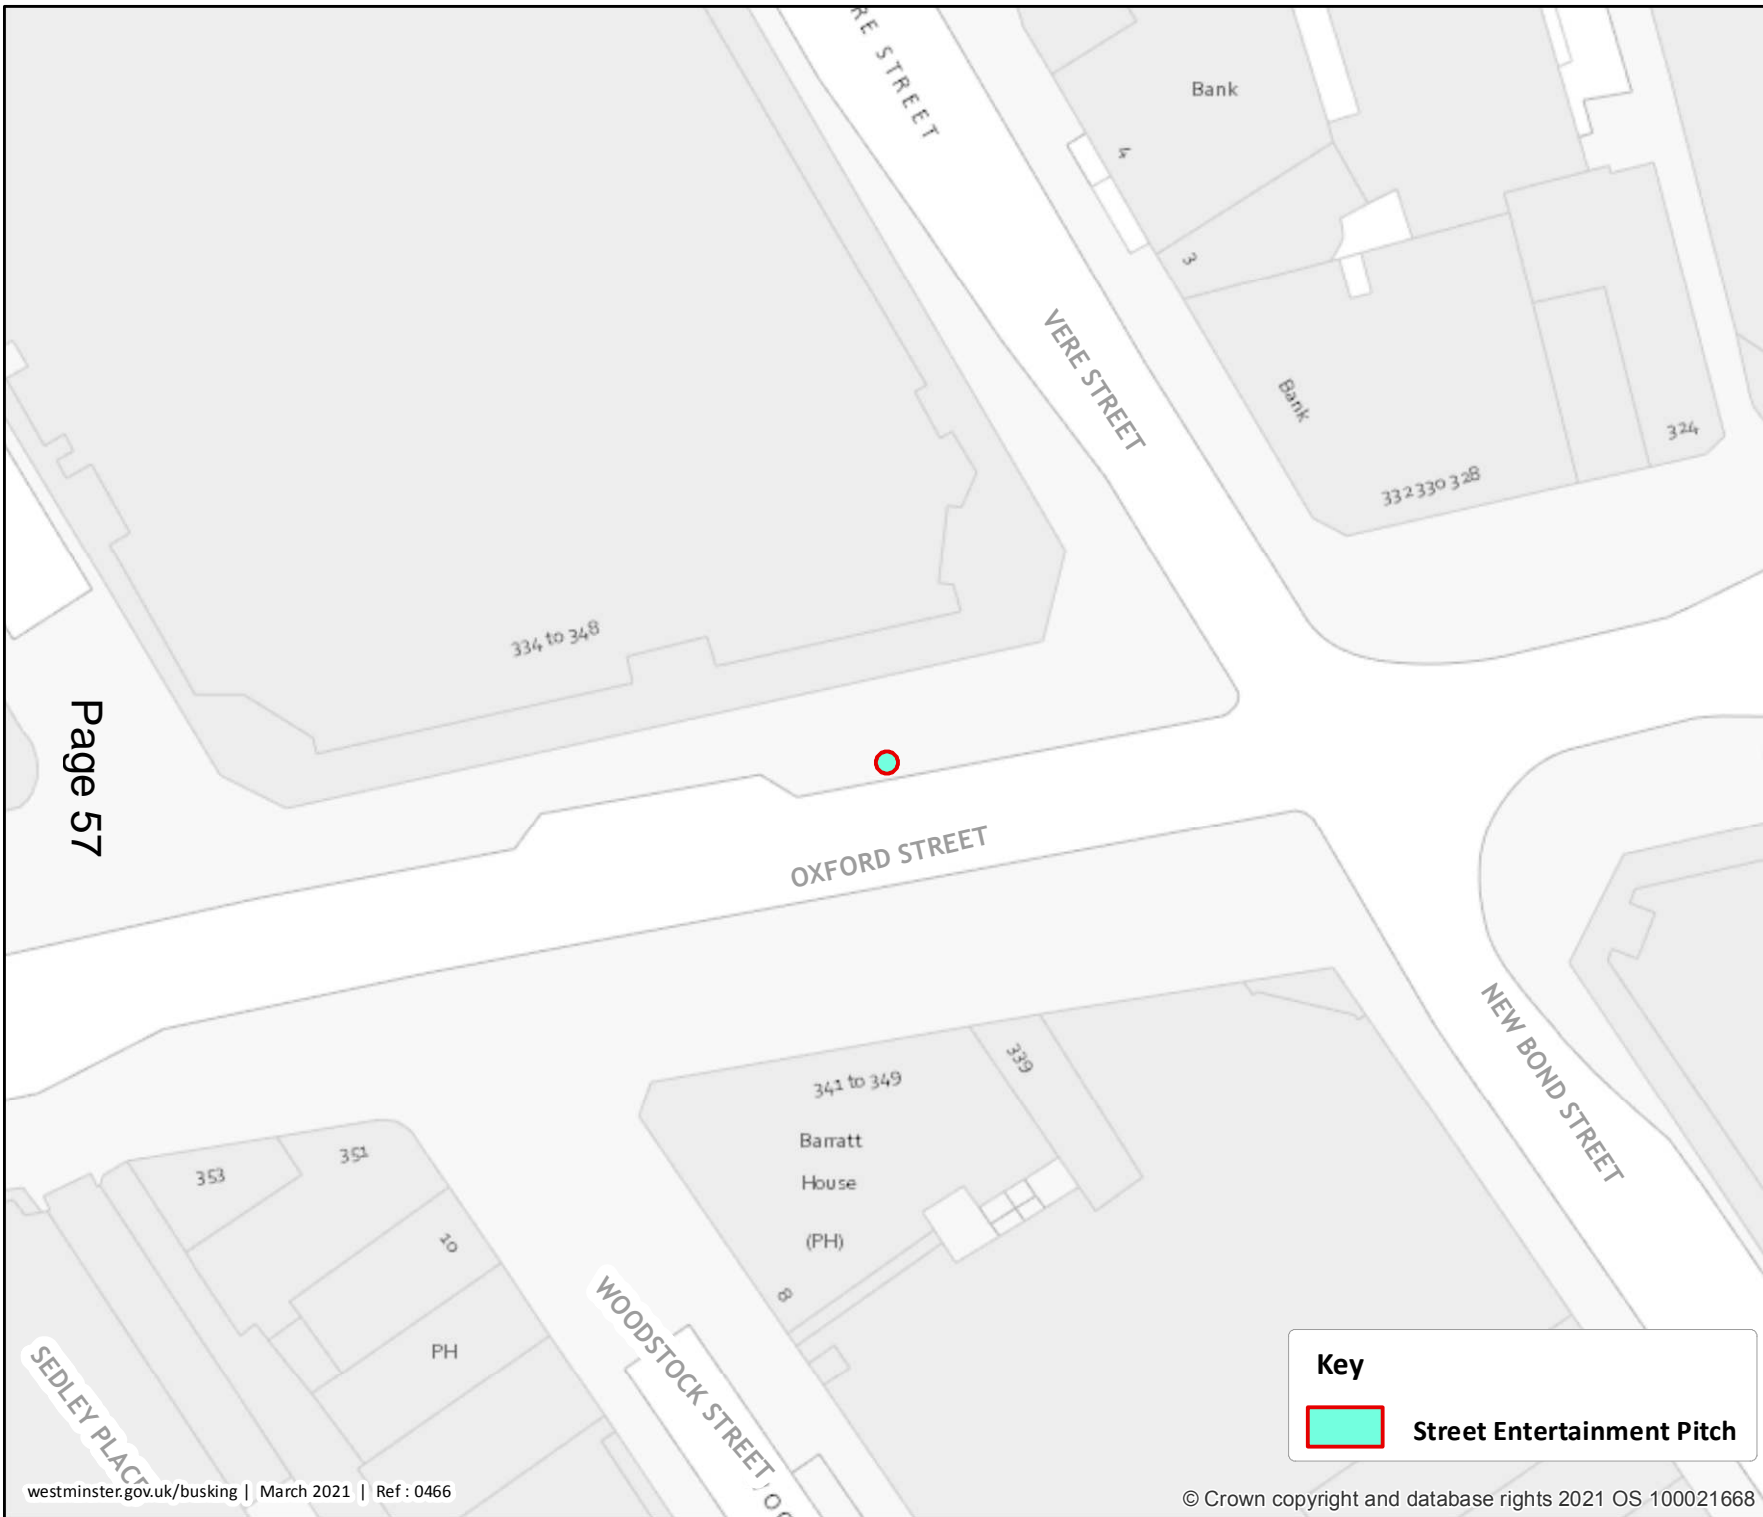 RE STREET
Bank
4
3
VERE STREET
Bank
324
332 330 328
334 to 348
Page 57
OXFORD STREET
NEW BOND STREET
339
341 to 349
Barratt
House
(PH)
8
353
351
10
PH
WOODSTOCK STREET
SEDLEY PLACE
Key
Street Entertainment Pitch
westminster.gov.uk/busking | March 2021 | Ref : 0466
© Crown copyright and database rights 2021 OS 100021668